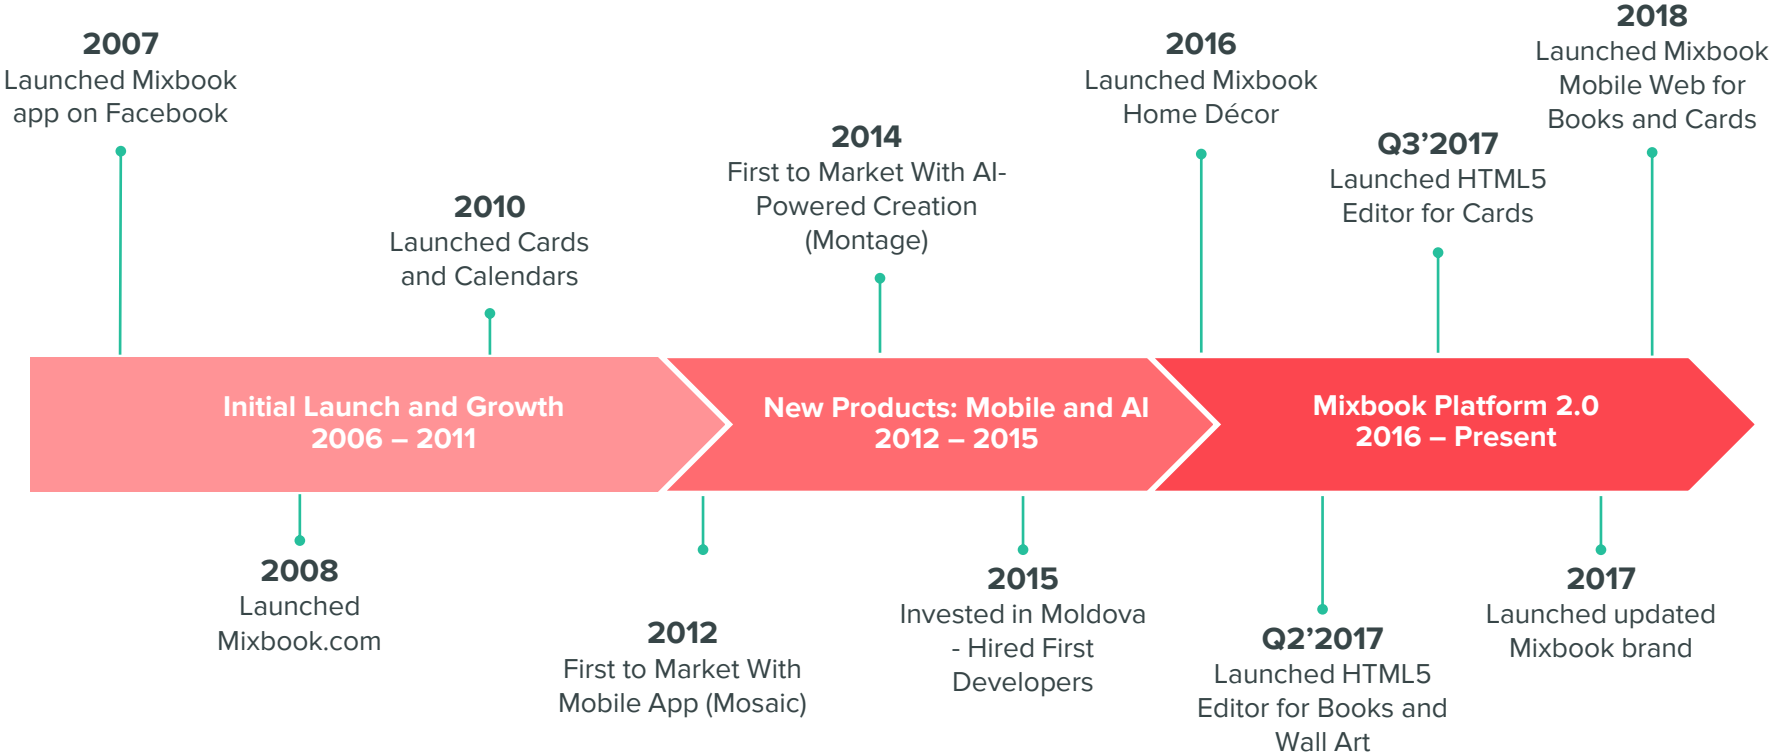 2007
Launched Mixbook
app on Facebook
2010
Launched Cards
and Calendars
2014
First to Market With AI-
Powered Creation
(Montage)
2016
Launched Mixbook
Home Décor
Q3’2017
Launched HTML5
Editor for Cards
2018
Launched Mixbook
Mobile Web for
Books and Cards
Initial Launch and Growth
2006 – 2011
New Products: Mobile and AI
2012 – 2015
Mixbook Platform 2.0
2016 – Present
2008
Launched
Mixbook.com
2012
First to Market With
Mobile App (Mosaic)
2015
Invested in Moldova
- Hired First
Developers
Q2’2017
Launched HTML5
Editor for Books and
Wall Art
2017
Launched updated
Mixbook brand